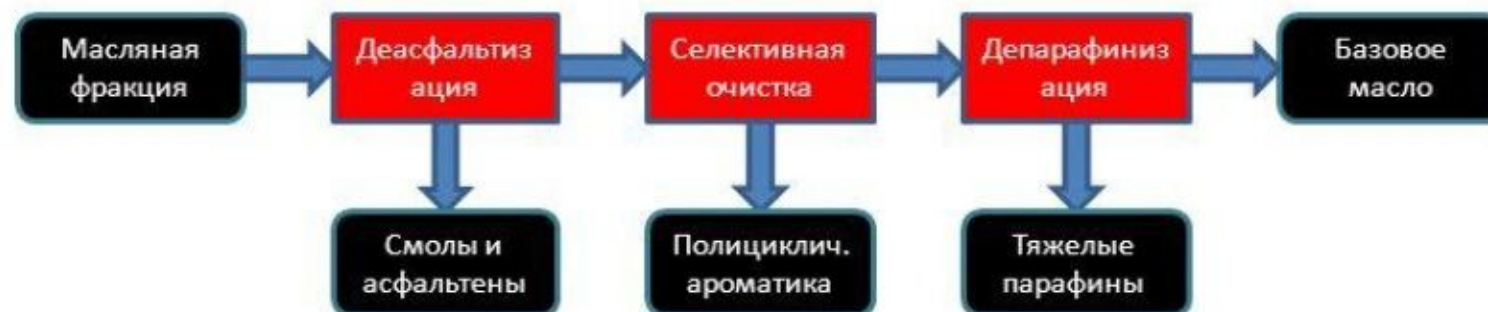 Масляная
фракция
Деасфальтиз
ация
Селективная
очистка
Депарафиниз
ация
Базовое
масло
Смолы и
асфальтены
Полициклич.
ароматика
Тяжелые
парафины